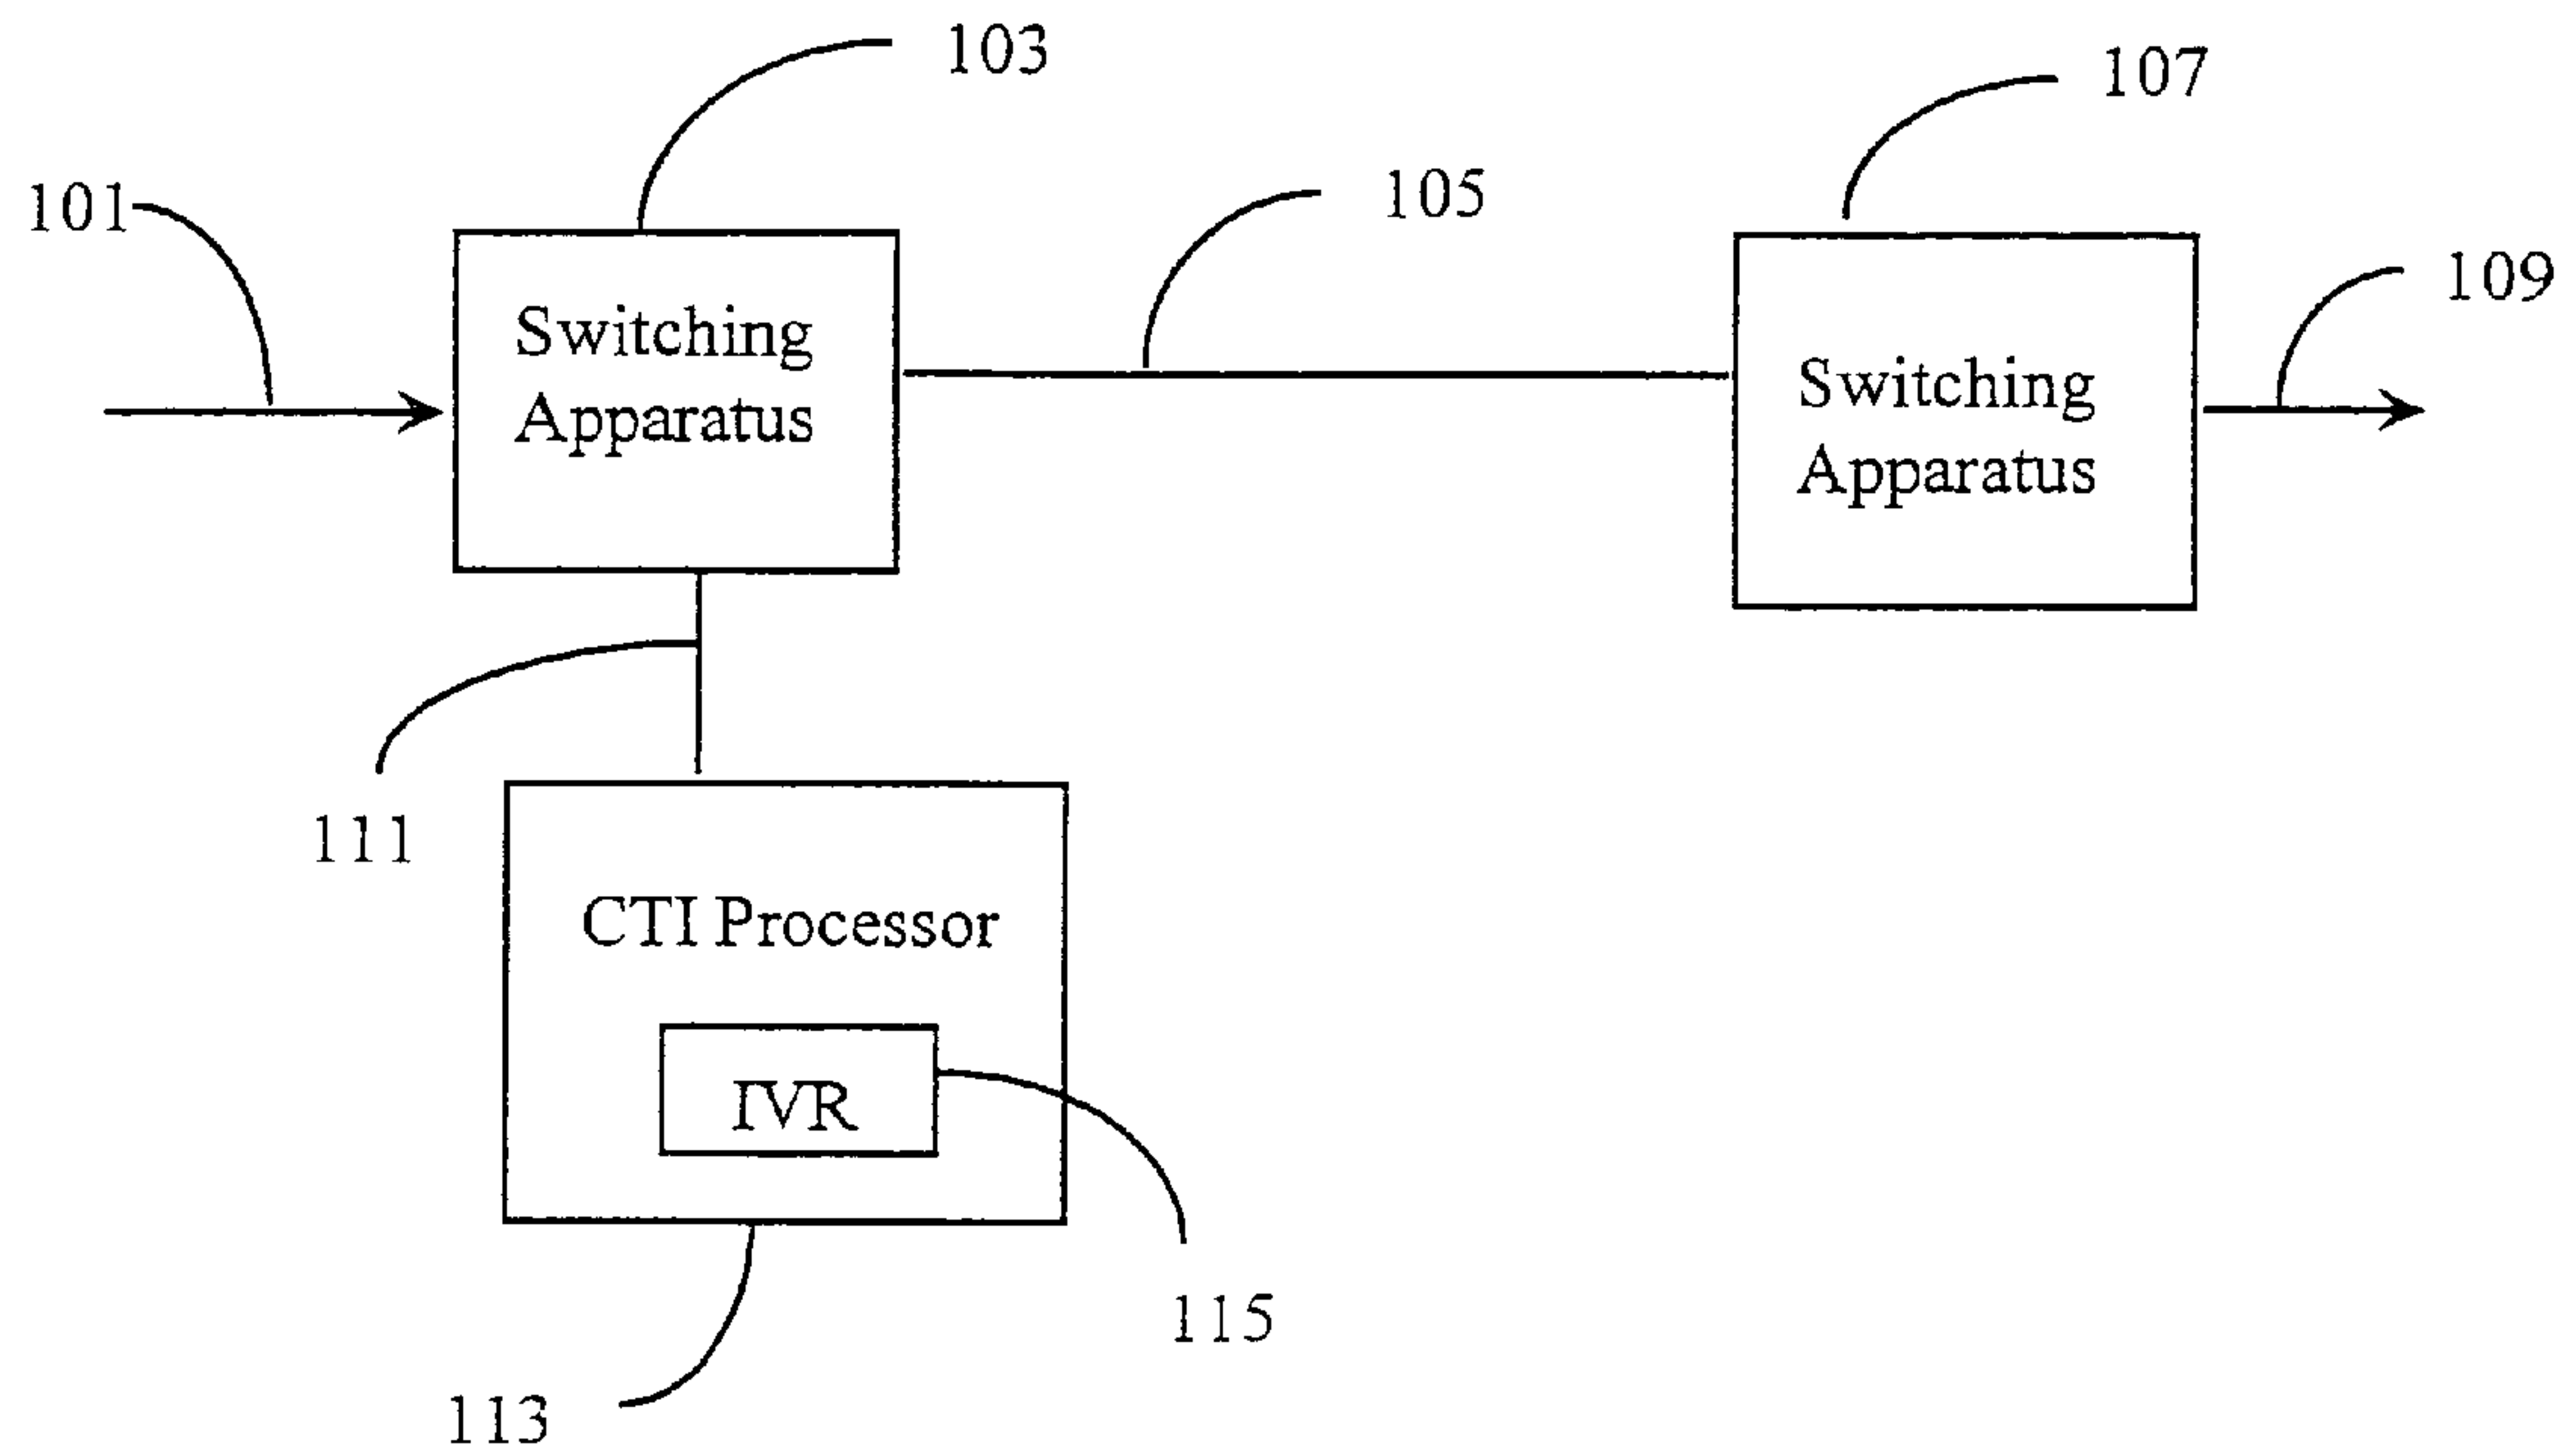 103
107
101
105
109
Switching
Apparatus
Switching
Apparatus
111
CTI Processor
IVR
115
113